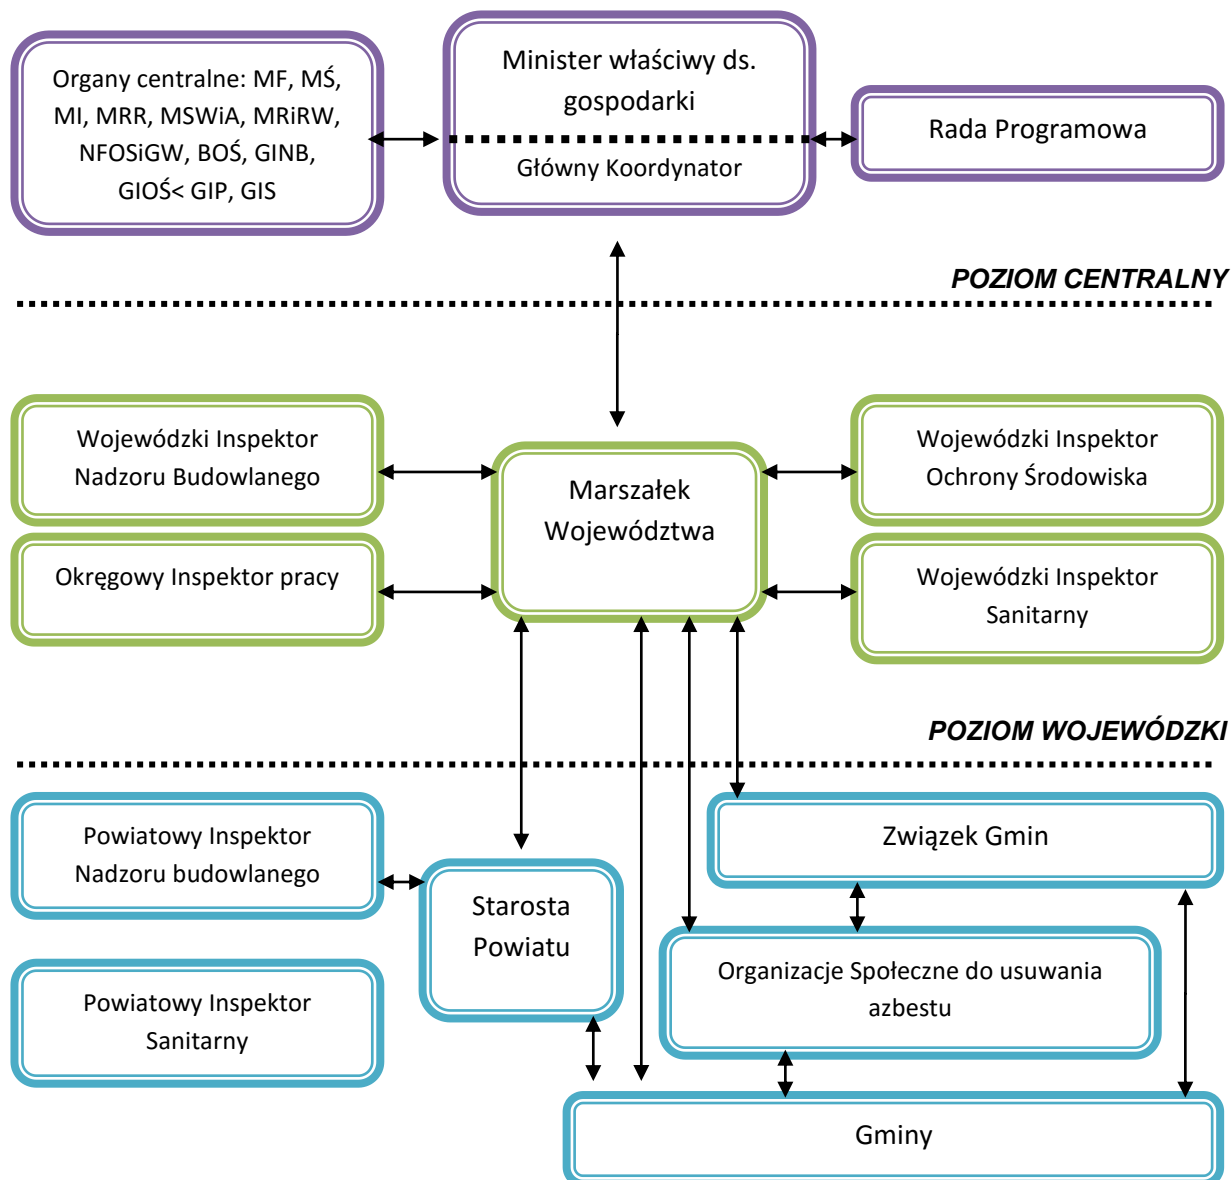 Organy centralne: MF, MŚ,
MI, MRR, MSWiA, MRiRW,
NFOSiGW, BOŚ, GINB,
GIOŚ< GIP, GIS
Minister właściwy ds.
gospodarki
Główny Koordynator
Rada Programowa
POZIOM CENTRALNY
Wojewódzki Inspektor
Nadzoru Budowlanego
Okręgowy Inspektor pracy
Marszałek
Województwa
Wojewódzki Inspektor
Ochrony Środowiska
Wojewódzki Inspektor
Sanitarny
POZIOM WOJEWÓDZKI
Powiatowy Inspektor
Nadzoru budowlanego
Powiatowy Inspektor
Sanitarny
Starosta
Powiatu
Związek Gmin
Organizacje Społeczne do usuwania
azbestu
Gminy